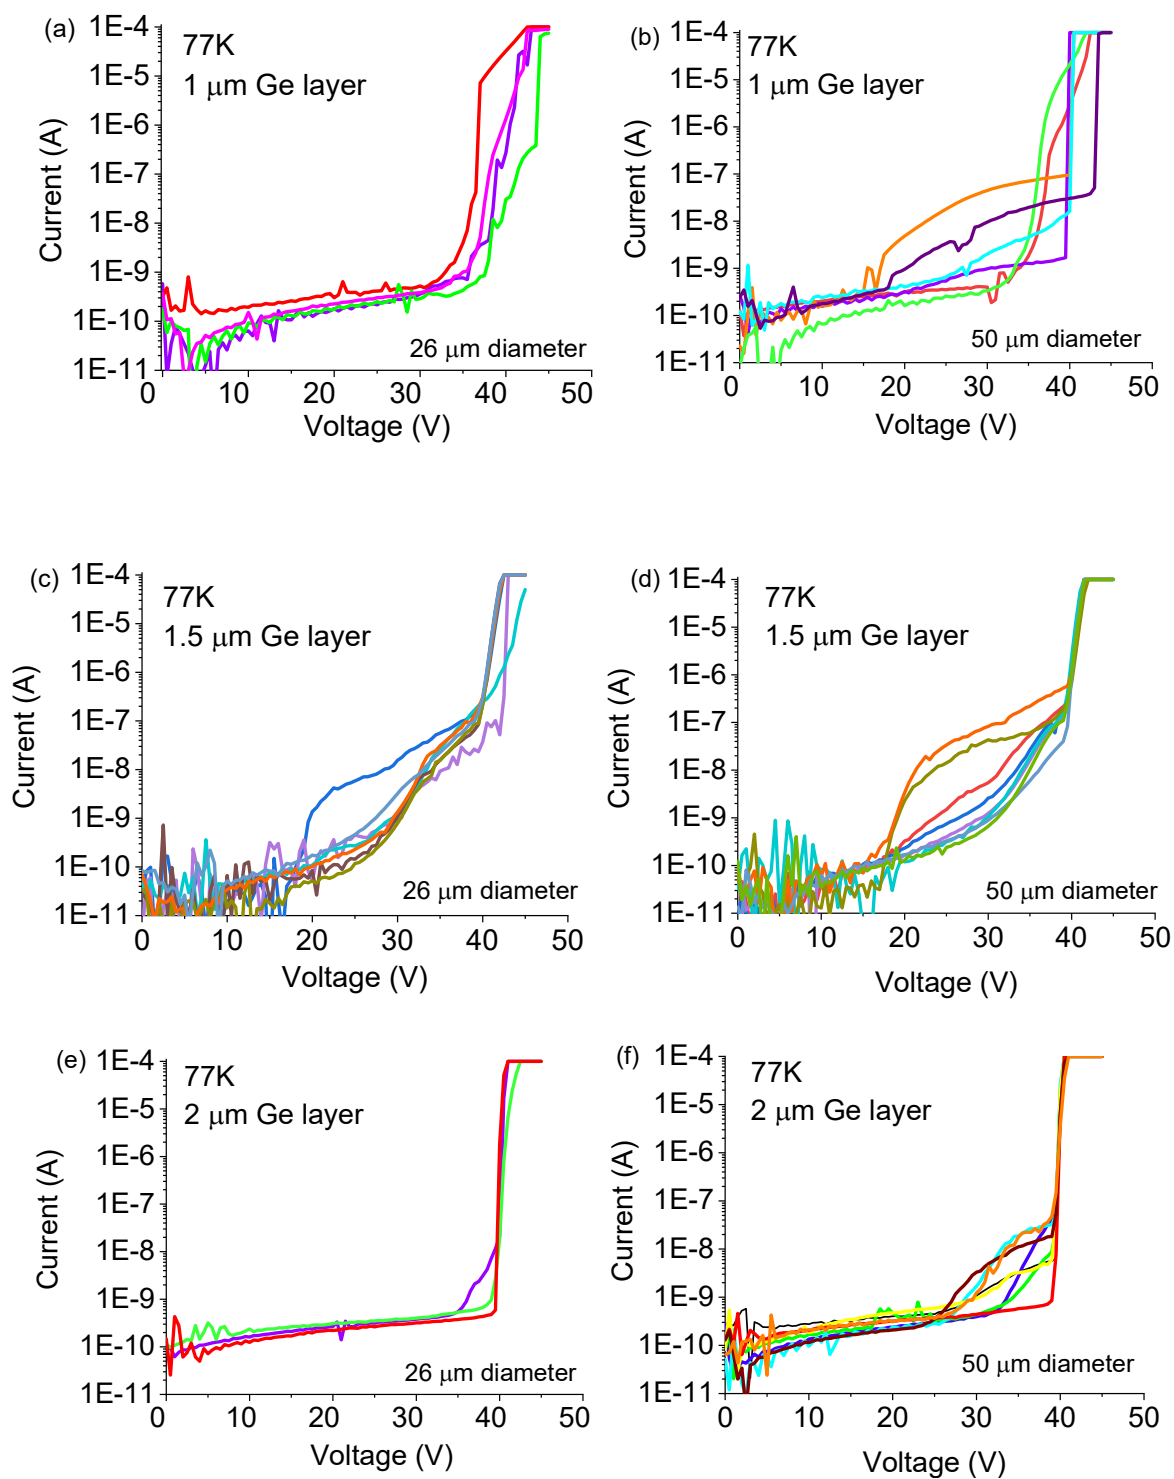 (a)
77K
1 μm Ge layer
1E-4
1E-5
1E-6
1E-7
1E-8
1E-9
1E-10
1E-11
Current (A)
26 μm diameter
0 10 20 30 40 50
Voltage (V)
(b)
77K
1 μm Ge layer
1E-4
1E-5
1E-6
1E-7
1E-8
1E-9
1E-10
1E-11
Current (A)
50 μm diameter
0 10 20 30 40 50
Voltage (V)
(c)
77K
1.5 μm Ge layer
1E-4
1E-5
1E-6
1E-7
1E-8
1E-9
1E-10
1E-11
Current (A)
26 μm diameter
0 10 20 30 40 50
Voltage (V)
(d)
77K
1.5 μm Ge layer
1E-4
1E-5
1E-6
1E-7
1E-8
1E-9
1E-10
1E-11
Current (A)
50 μm diameter
0 10 20 30 40 50
Voltage (V)
(e)
77K
2 μm Ge layer
1E-4
1E-5
1E-6
1E-7
1E-8
1E-9
1E-10
1E-11
Current (A)
26 μm diameter
0 10 20 30 40 50
Voltage (V)
(f)
77K
2 μm Ge layer
1E-4
1E-5
1E-6
1E-7
1E-8
1E-9
1E-10
1E-11
Current (A)
50 μm diameter
0 10 20 30 40 50
Voltage (V)